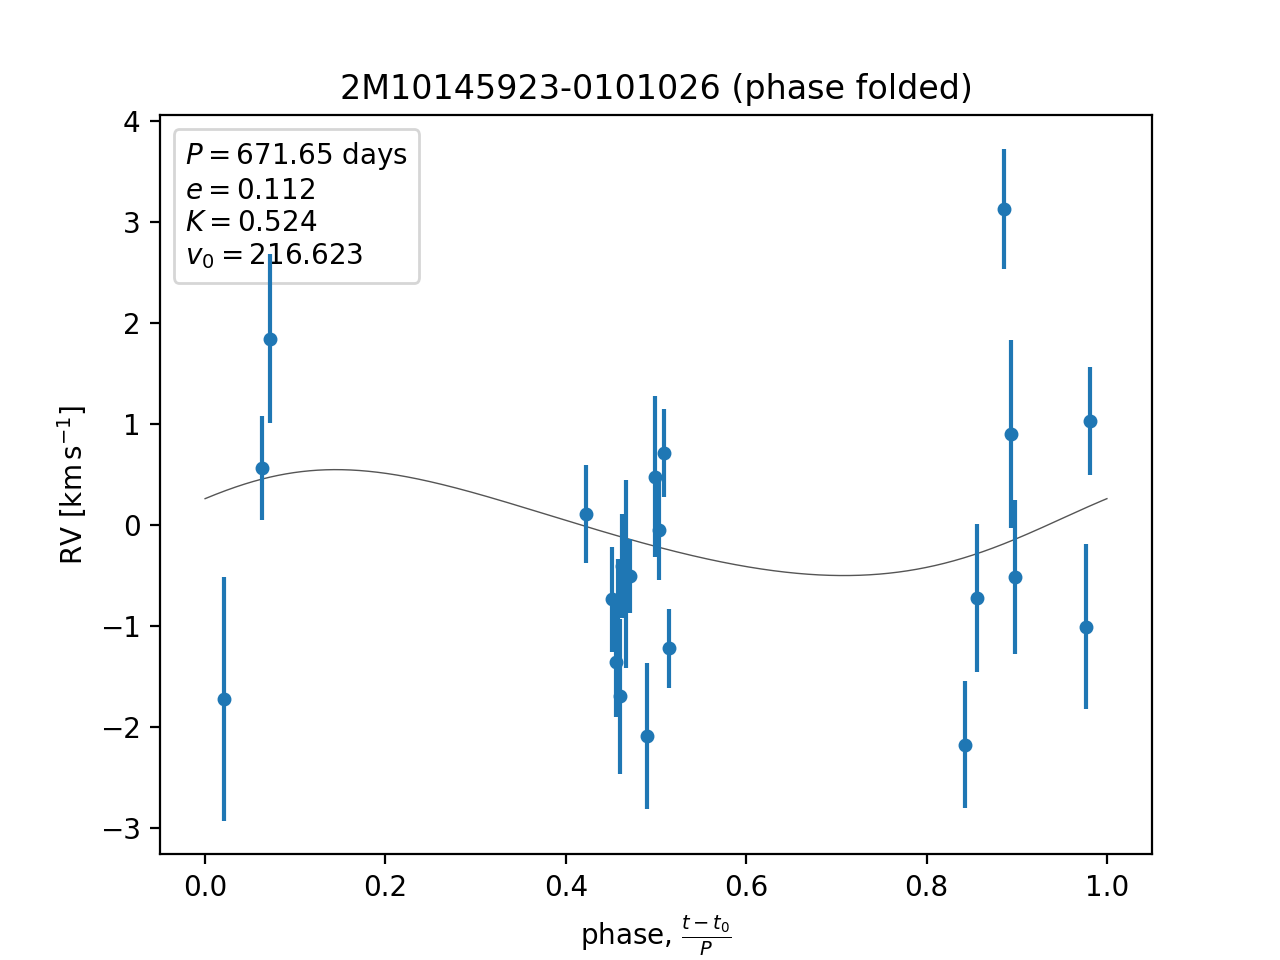 2M10145923-0101026 (phase folded)
P = 671.65 days
e = 0.112
K = 0.524
v₀ = 216.623
RV [km s⁻¹]
4
3
2
1
0
−1
−2
−3
0.0 0.2 0.4 0.6 0.8 1.0
phase, (t − t₀)/P